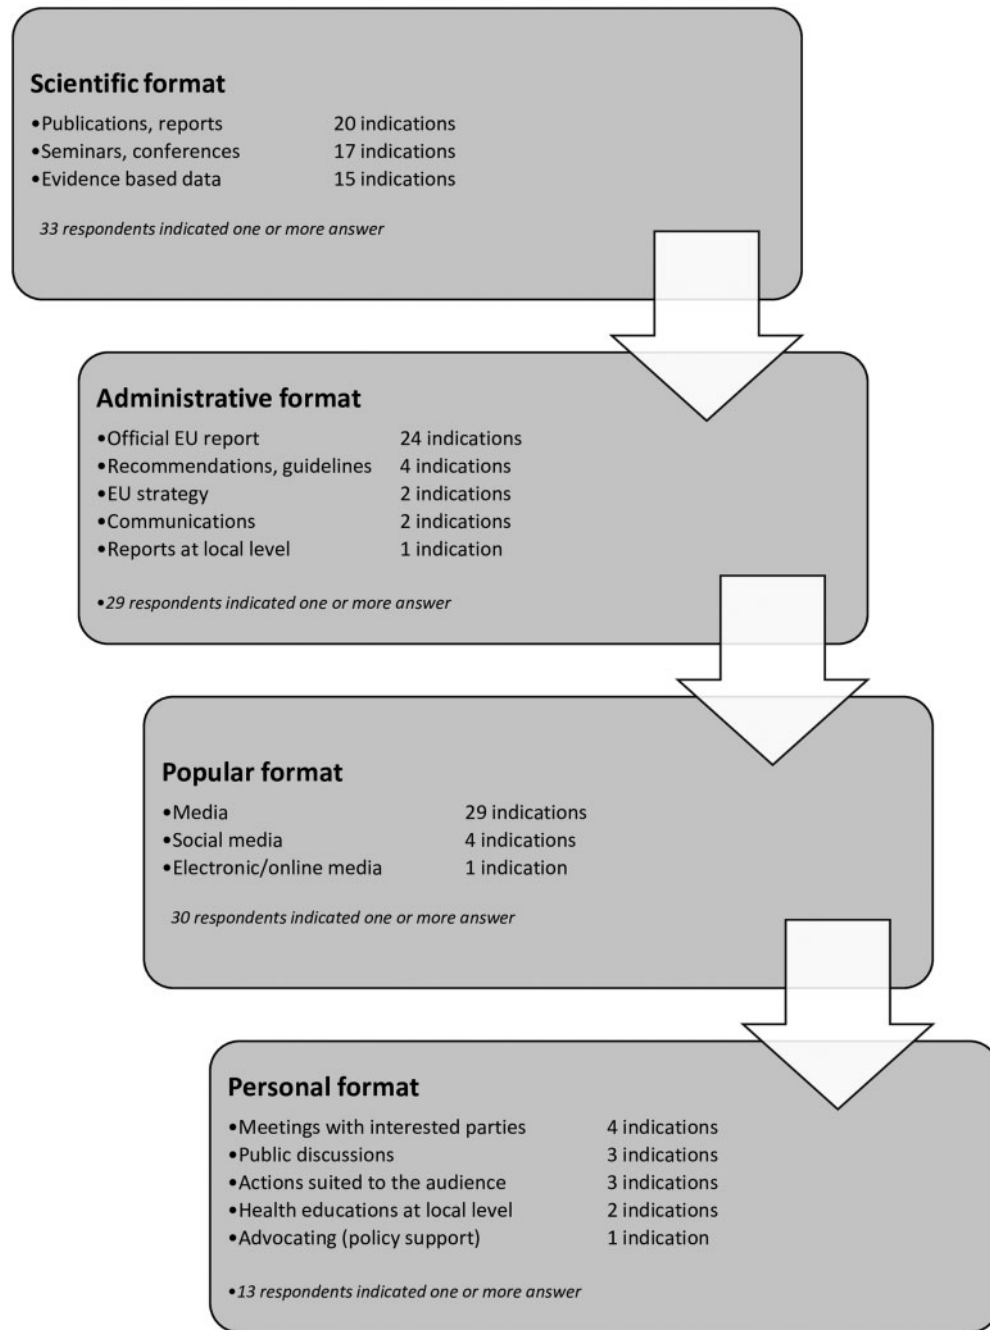 Scientific format
•Publications, reports 20 indications
•Seminars, conferences 17 indications
•Evidence based data 15 indications
33 respondents indicated one or more answer
Administrative format
•Official EU report 24 indications
•Recommendations, guidelines 4 indications
•EU strategy 2 indications
•Communications 2 indications
•Reports at local level 1 indication
•29 respondents indicated one or more answer
Popular format
•Media 29 indications
•Social media 4 indications
•Electronic/online media 1 indication
30 respondents indicated one or more answer
Personal format
•Meetings with interested parties 4 indications
•Public discussions 3 indications
•Actions suited to the audience 3 indications
•Health educations at local level 2 indications
•Advocating (policy support) 1 indication
•13 respondents indicated one or more answer